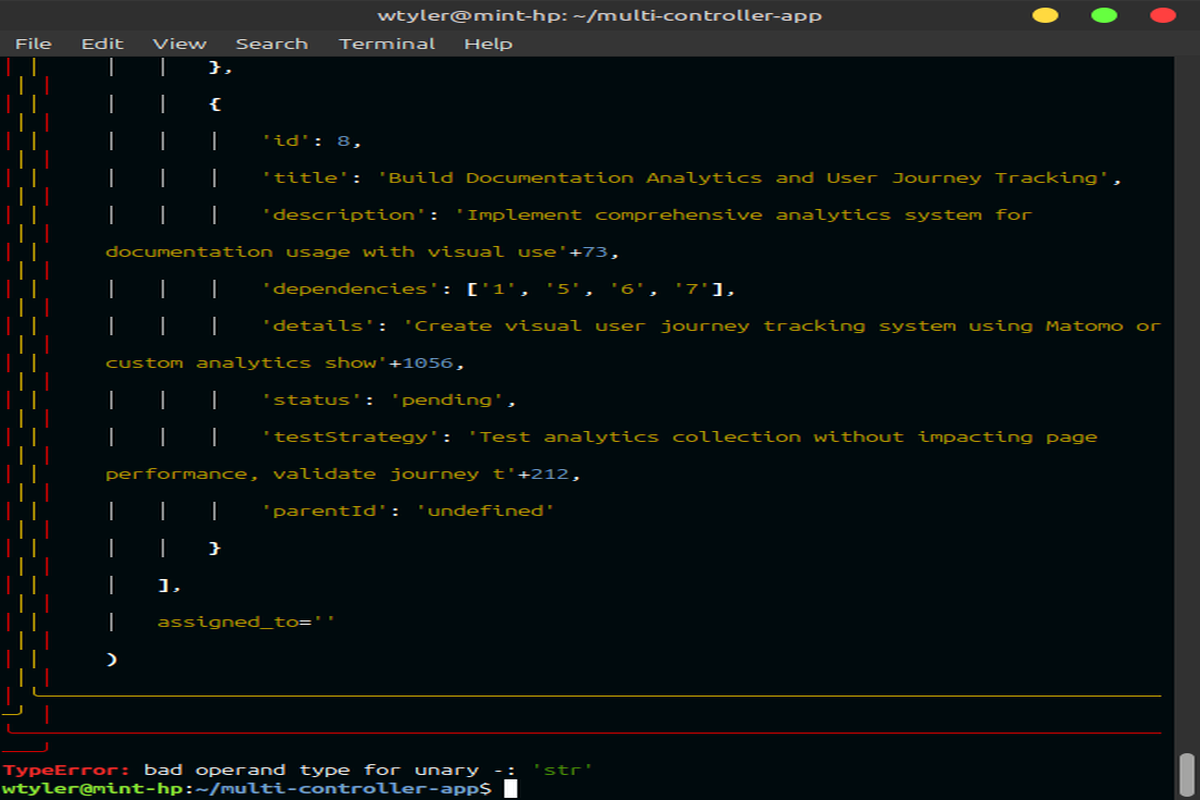 wtyler@mint-hp: ~/multi-controller-app
File Edit View Search Terminal Help
},
{
'id': 8,
'title': 'Build Documentation Analytics and User Journey Tracking',
'description': 'Implement comprehensive analytics system for
documentation usage with visual use'+73,
'dependencies': ['1', '5', '6', '7'],
'details': 'Create visual user journey tracking system using Matomo or
custom analytics show'+1056,
'status': 'pending',
'testStrategy': 'Test analytics collection without impacting page
performance, validate journey t'+212,
'parentId': 'undefined'
}
],
assigned_to=''
)
TypeError: bad operand type for unary -: 'str'
wtyler@mint-hp:~/multi-controller-app$